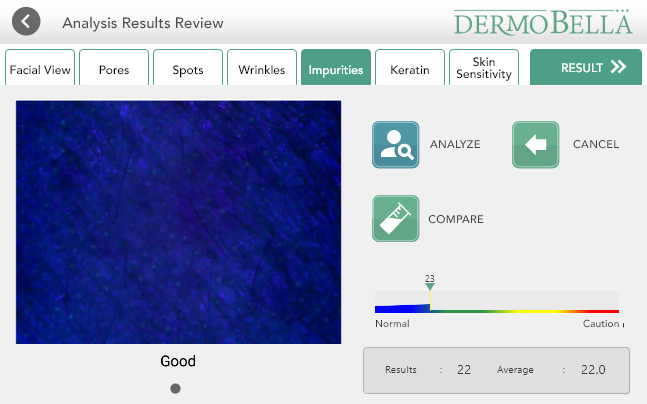 Analysis Results Review
DERMOBELLA
Facial View
Pores
Spots
Wrinkles
Impurities
Keratin
Skin
Sensitivity
RESULT
ANALYZE
CANCEL
COMPARE
23
Normal
Caution
Good
Results : 22 Average : 22.0